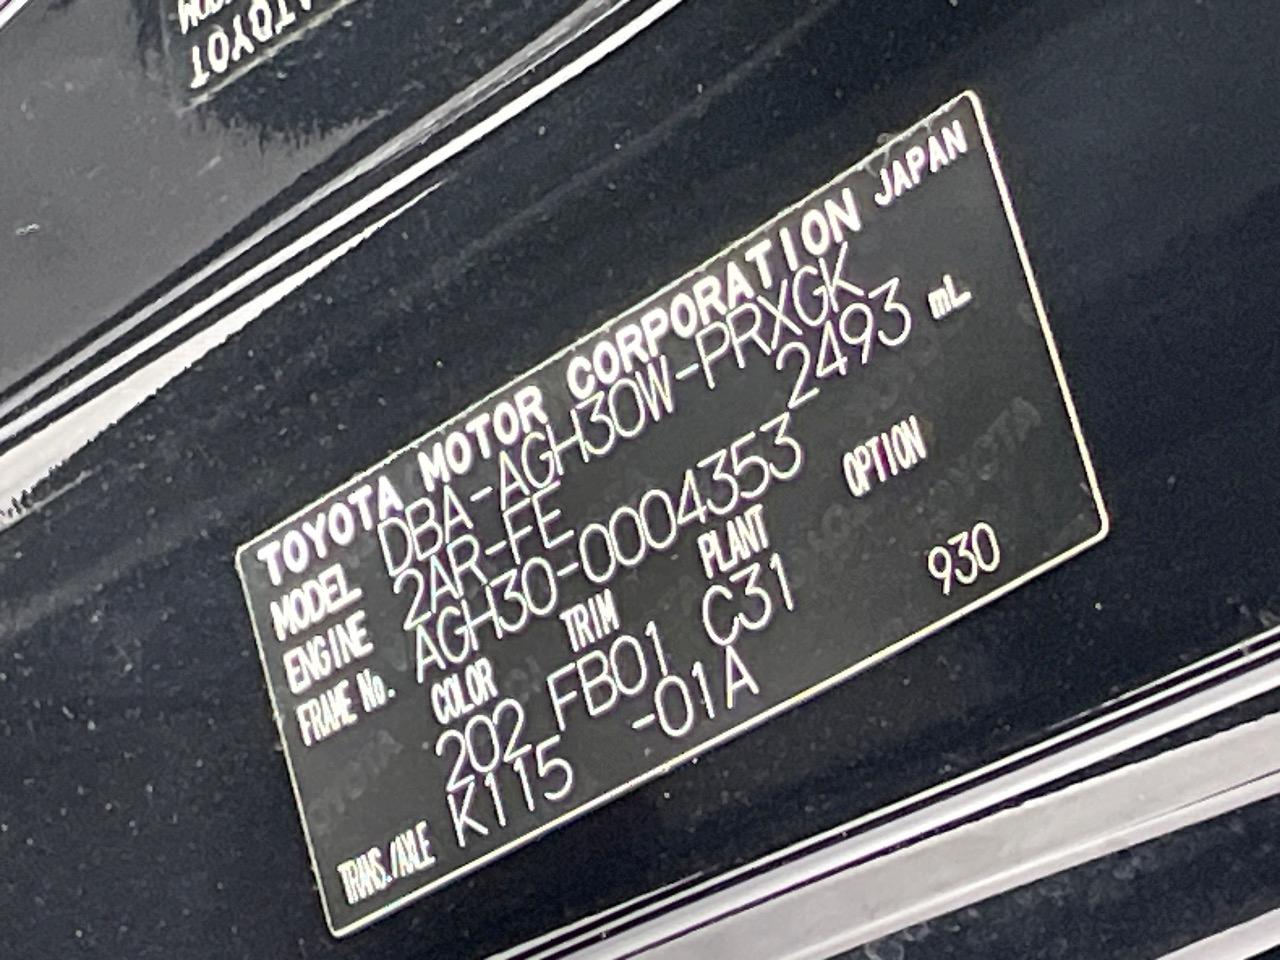 TOYOT
TOYOTA MOTOR CORPORATION JAPAN
MODEL DBA-AGH30W-PRXGK
ENGINE 2AR-FE 2493 mL
FRAME No. AGH30-0004353
COLOR TRIM PLANT OPTION
202 FB01 C31
TRANS./AXLE K115 -01A 930